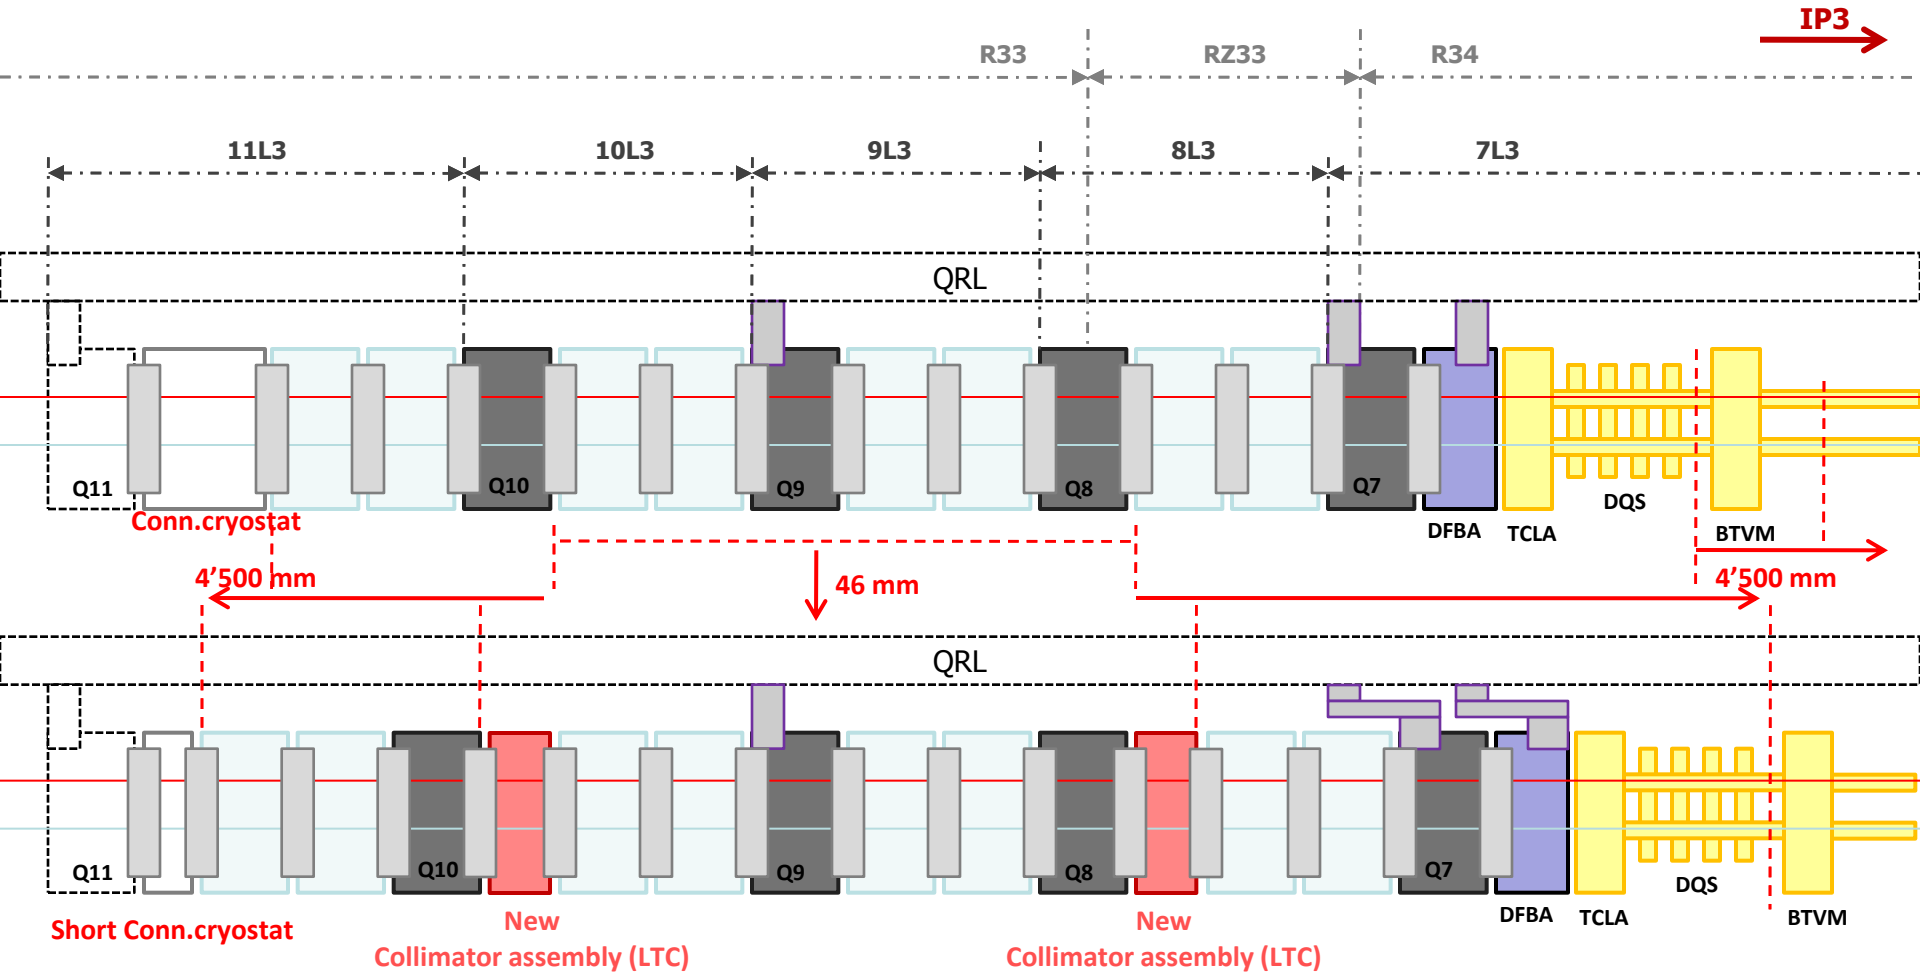 IP3
R33 RZ33 R34
11L3 10L3 9L3 8L3 7L3
QRL
Q11 Q10 Q9 Q8 Q7
Conn.cryostat DFBA TCLA DQS BTVM
4’500 mm 46 mm 4’500 mm
QRL
Q11 Q10 Q9 Q8 Q7 DQS
DFBA TCLA BTVM
Short Conn.cryostat New New
Collimator assembly (LTC) Collimator assembly (LTC)